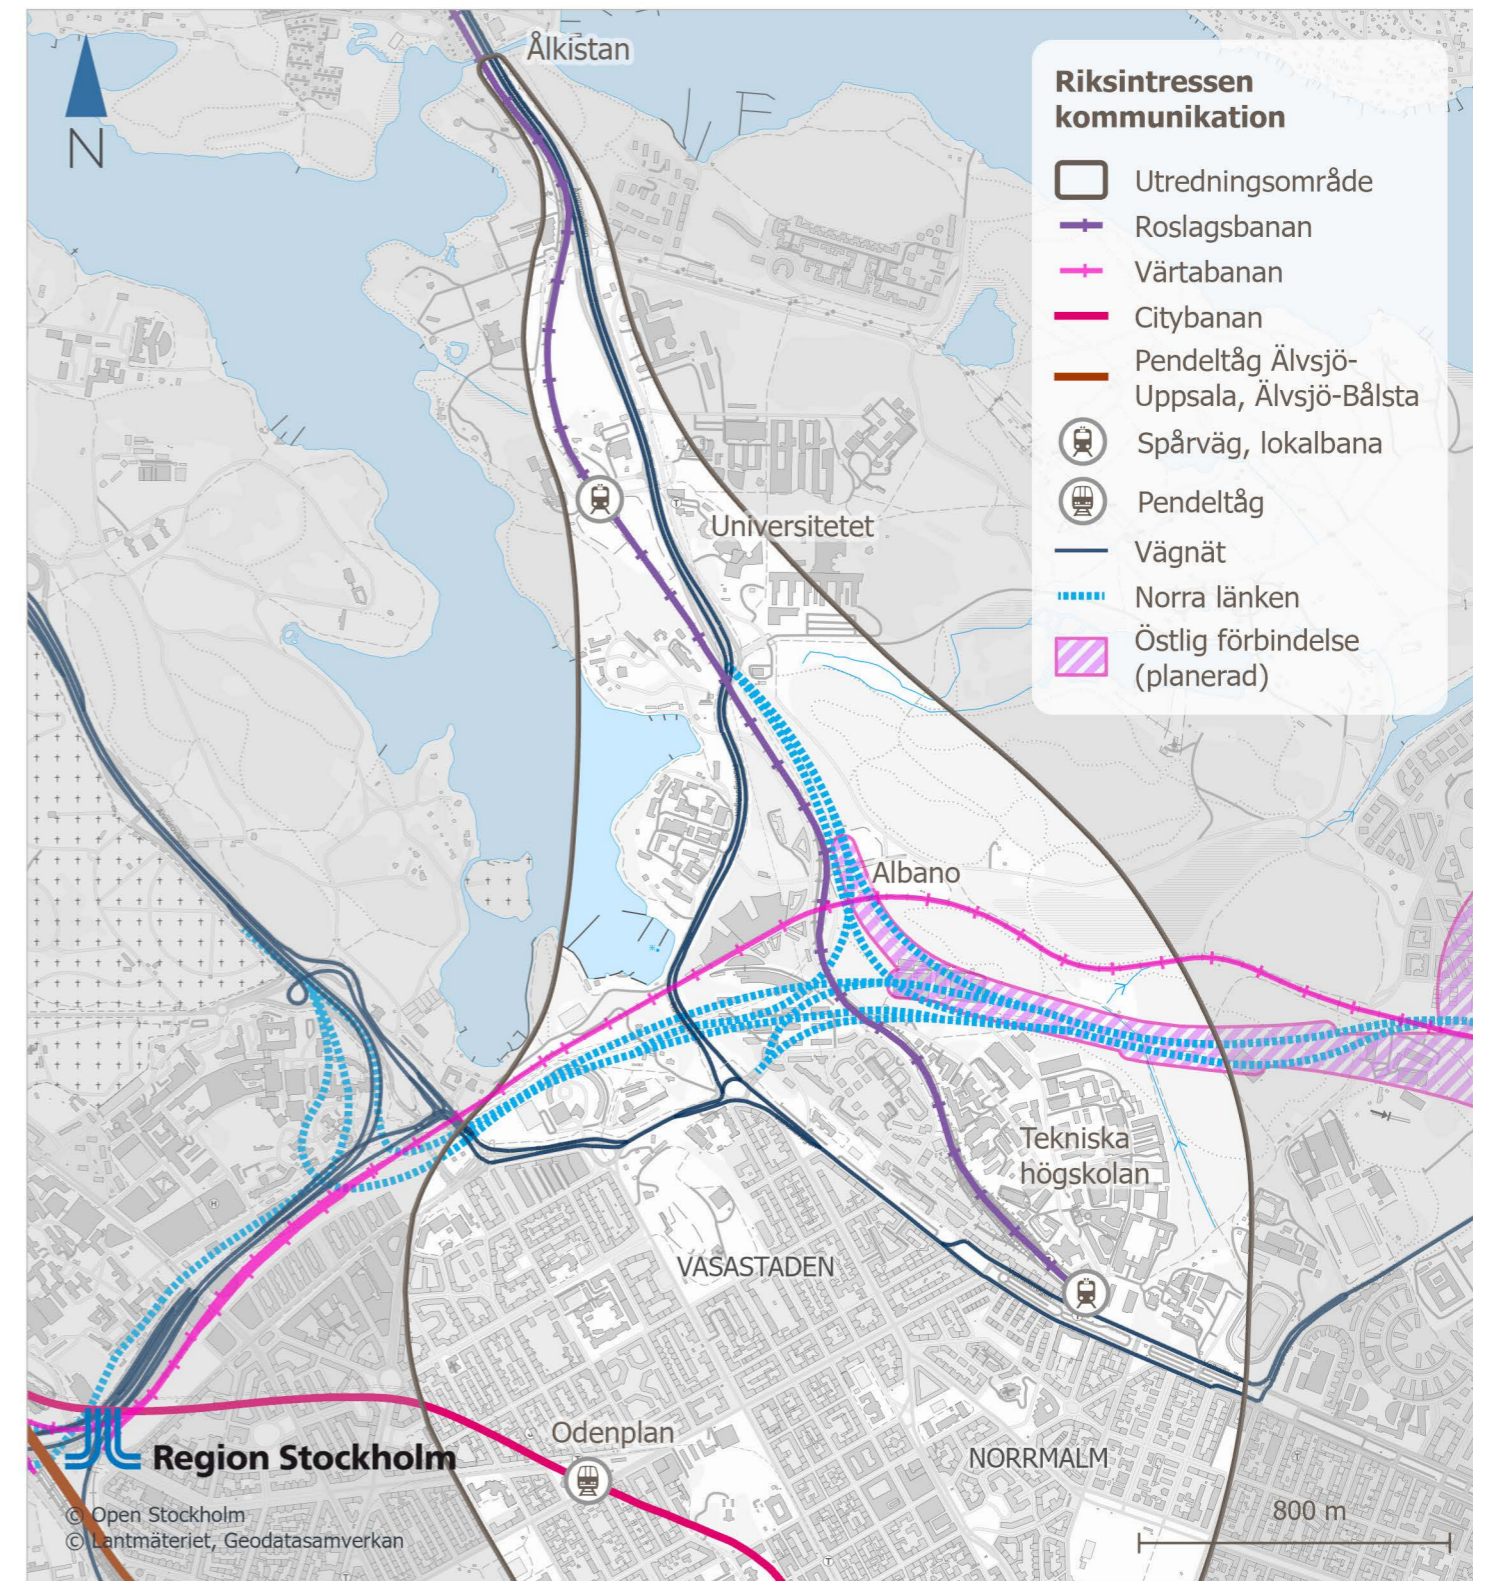 Ålkistan
N
Riksintressen
kommunikation
Utredningsområde
Roslagsbanan
Värtabanan
Citybanan
Pendeltåg Älvsjö-
Uppsala, Älvsjö-Bålsta
Spårväg, lokalbana
Pendeltåg
Vägnät
Norra länken
Östlig förbindelse
(planerad)
Universitetet
Albano
Tekniska
högskolan
VASASTADEN
Odenplan
NORRMALM
Region Stockholm
800 m
© Open Stockholm
© Lantmäteriet, Geodatasamverkan